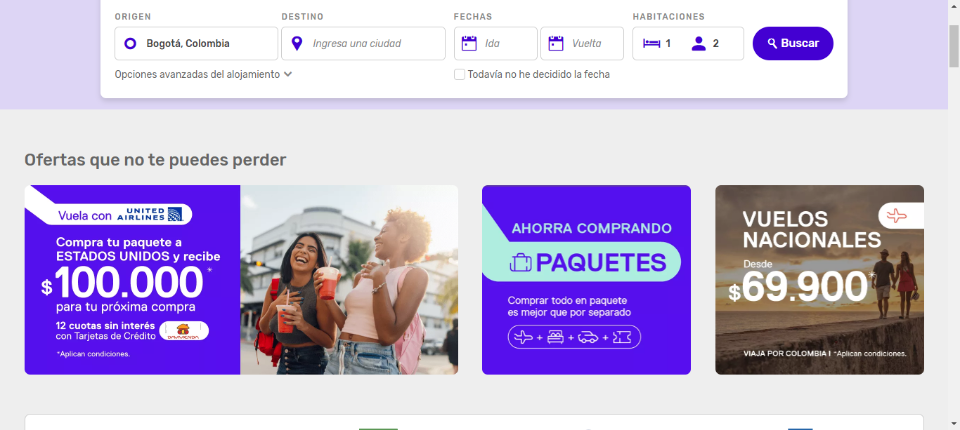 ORIGEN
DESTINO
FECHAS
HABITACIONES
Bogotá, Colombia
Ingresa una ciudad
Ida
Vuelta
1
2
Buscar
Opciones avanzadas del alojamiento
Todavía no he decidido la fecha
Ofertas que no te puedes perder
Vuela con UNITED AIRLINES
Compra tu paquete a
ESTADOS UNIDOS y recibe
$100.000*
para tu próxima compra
12 cuotas sin interés
con Tarjetas de Crédito
DAVIVIENDA
*Aplican condiciones.
AHORRA COMPRANDO
PAQUETES
Comprar todo en paquete
es mejor que por separado
+ + +
VUELOS
NACIONALES
Desde
$69.900*
VIAJA POR COLOMBIA I *Aplican condiciones.